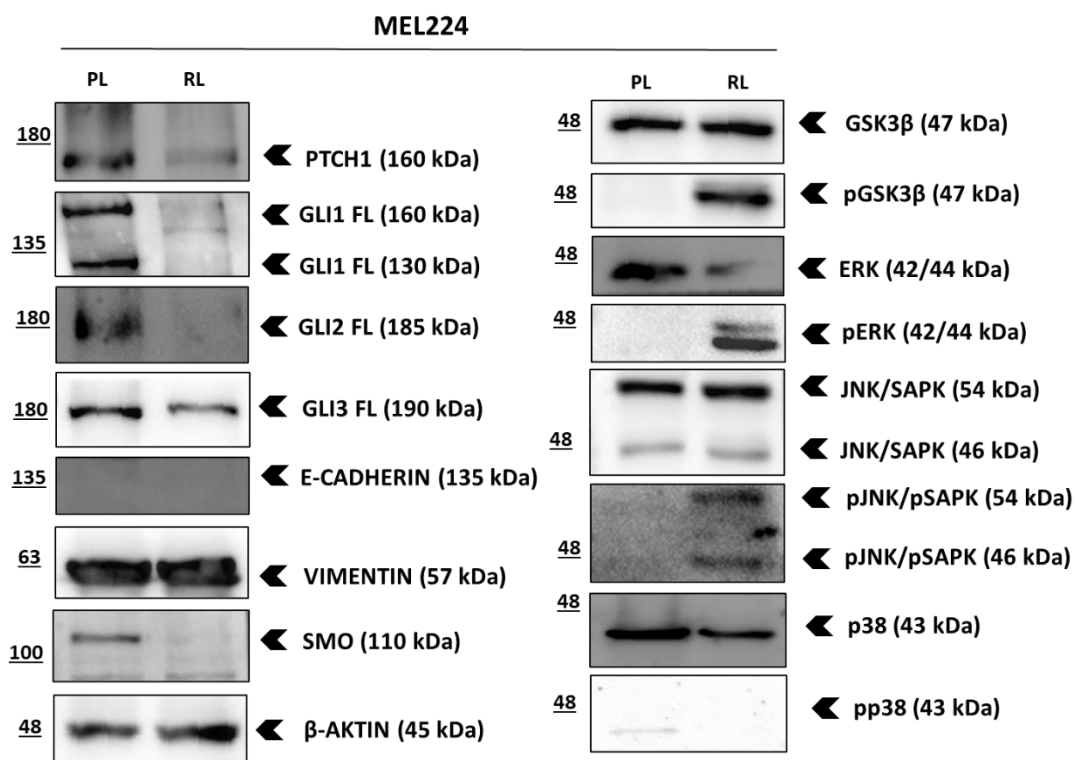 MEL224
PL RL
180
PTCH1 (160 kDa)
GLI1 FL (160 kDa)
135
GLI1 FL (130 kDa)
180
GLI2 FL (185 kDa)
180
GLI3 FL (190 kDa)
135
E-CADHERIN (135 kDa)
63
VIMENTIN (57 kDa)
SMO (110 kDa)
100
48
β-AKTIN (45 kDa)
PL RL
48
GSK3β (47 kDa)
48
pGSK3β (47 kDa)
48
ERK (42/44 kDa)
48
pERK (42/44 kDa)
JNK/SAPK (54 kDa)
48
JNK/SAPK (46 kDa)
pJNK/pSAPK (54 kDa)
48
pJNK/pSAPK (46 kDa)
48
p38 (43 kDa)
48
pp38 (43 kDa)